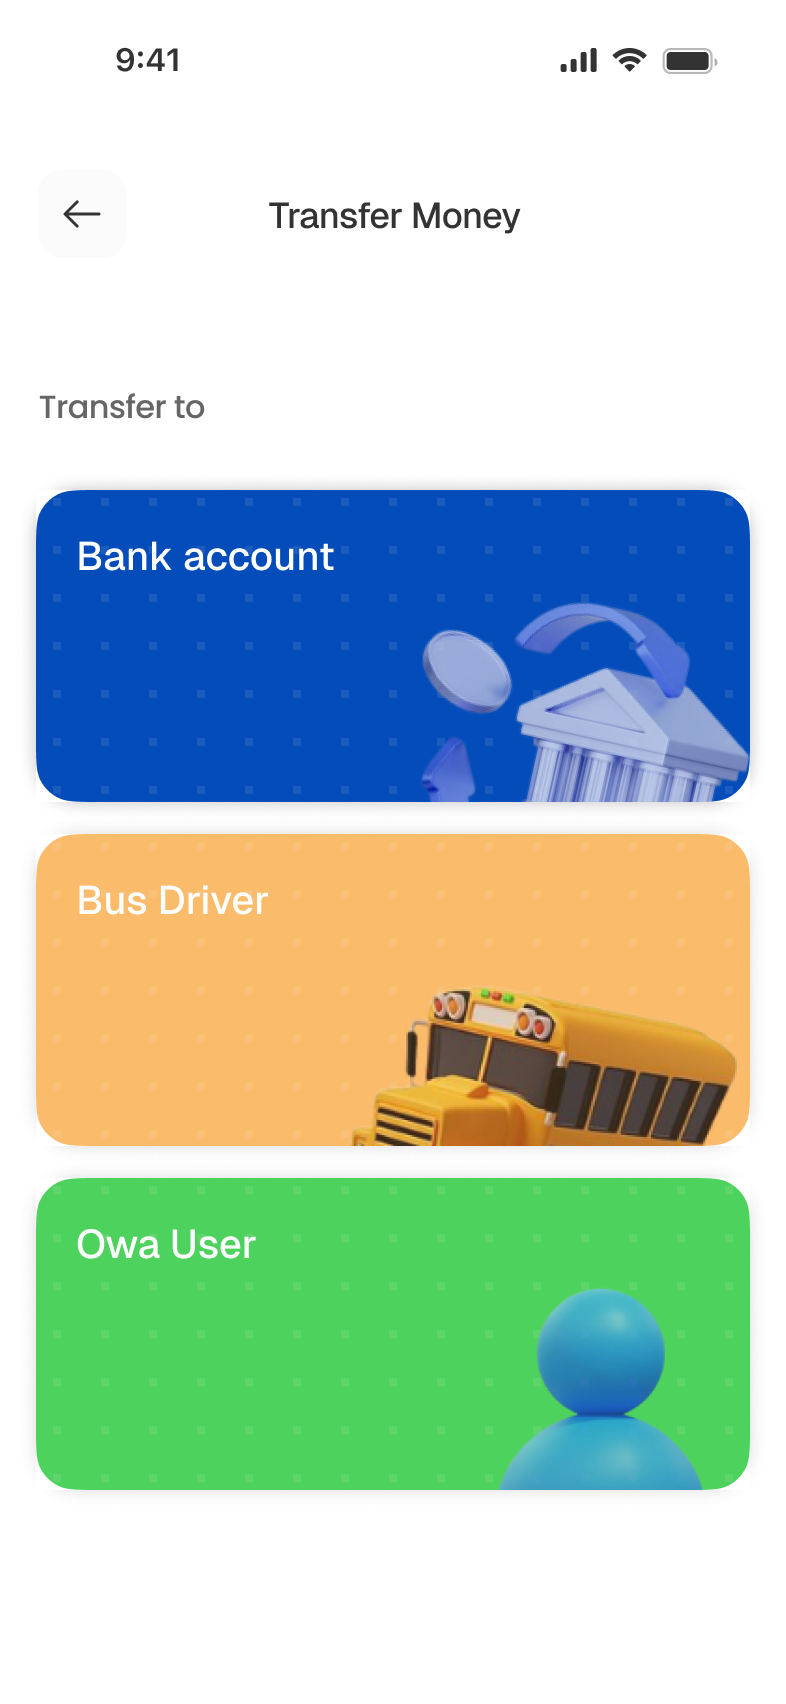 9:41
Transfer Money
Transfer to
Bank account
Bus Driver
Owa User